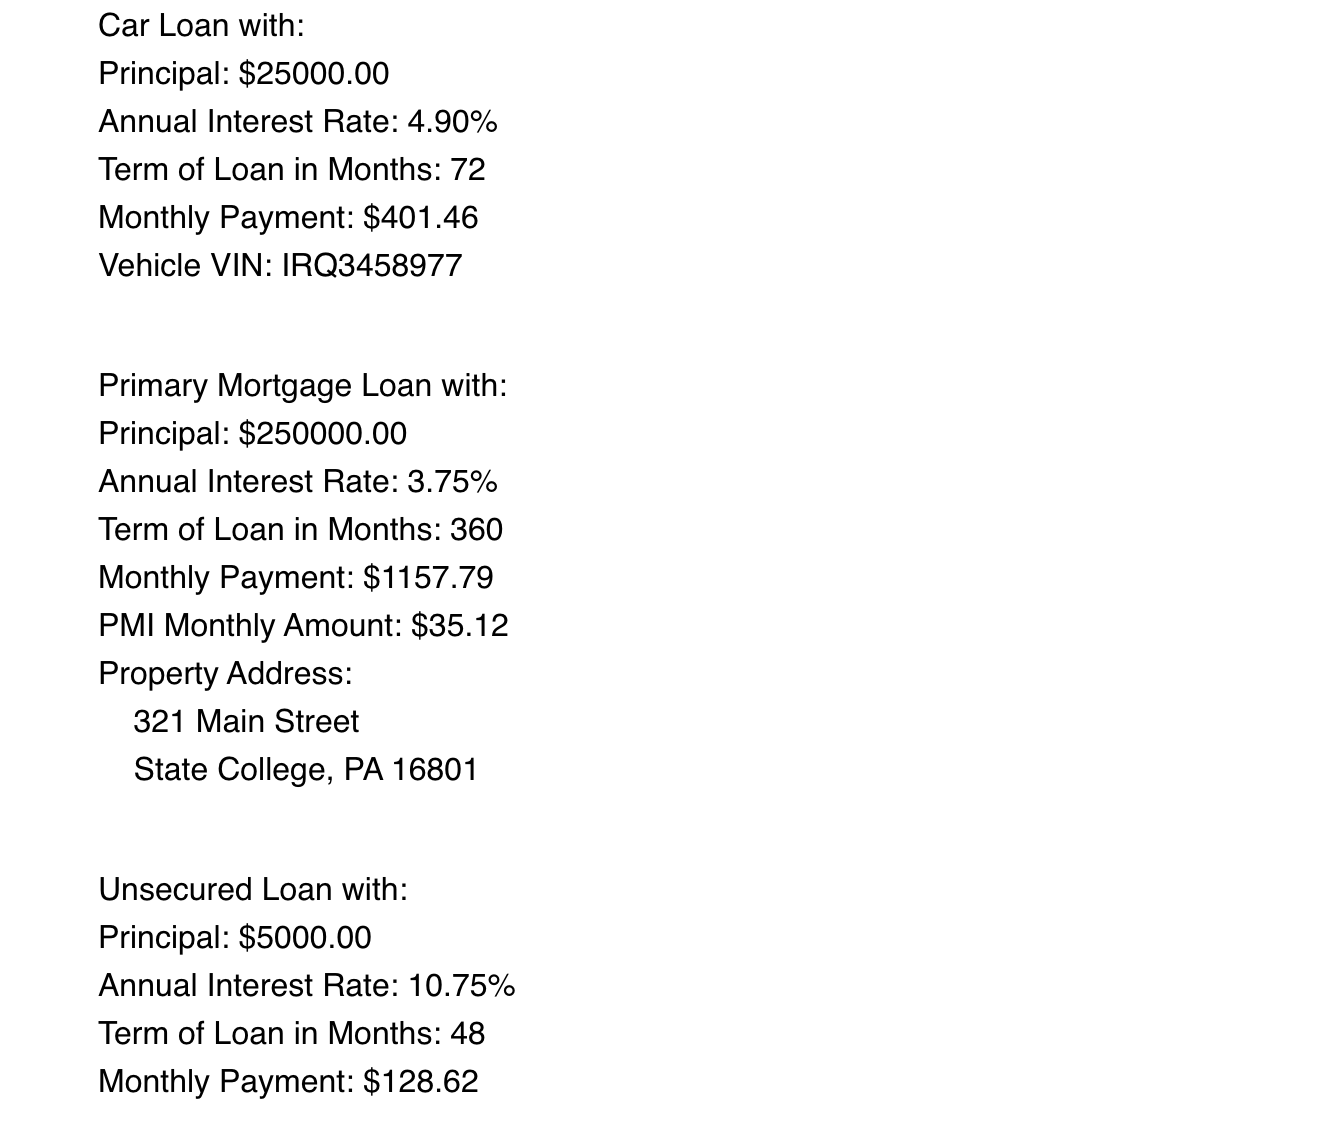 Car Loan with:
Principal: $25000.00
Annual Interest Rate: 4.90%
Term of Loan in Months: 72
Monthly Payment: $401.46
Vehicle VIN: IRQ3458977
Primary Mortgage Loan with:
Principal: $250000.00
Annual Interest Rate: 3.75%
Term of Loan in Months: 360
Monthly Payment: $1157.79
PMI Monthly Amount: $35.12
Property Address:
321 Main Street
State College, PA 16801
Unsecured Loan with:
Principal: $5000.00
Annual Interest Rate: 10.75%
Term of Loan in Months: 48
Monthly Payment: $128.62